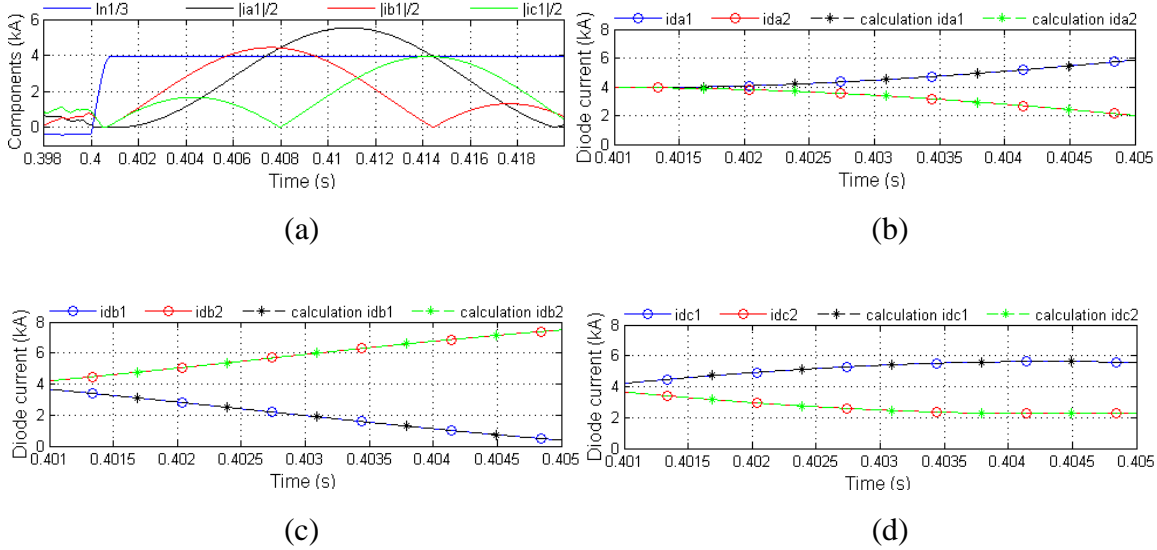 In1/3 |ia1|/2 |ib1|/2 |ic1|/2
Components (kA)
6
4
2
0
0.398 0.4 0.402 0.404 0.406 0.408 0.41 0.412 0.414 0.416 0.418
Time (s)
(a)
ida1 ida2 calculation ida1 calculation ida2
Diode current (kA)
8
6
4
2
0
0.401 0.4015 0.402 0.4025 0.403 0.4035 0.404 0.4045 0.405
Time (s)
(b)
idb1 idb2 calculation idb1 calculation idb2
Diode current (kA)
8
6
4
2
0
0.401 0.4015 0.402 0.4025 0.403 0.4035 0.404 0.4045 0.405
Time (s)
(c)
idc1 idc2 calculation idc1 calculation idc2
Diode current (kA)
8
6
4
2
0
0.401 0.4015 0.402 0.4025 0.403 0.4035 0.404 0.4045 0.405
Time (s)
(d)